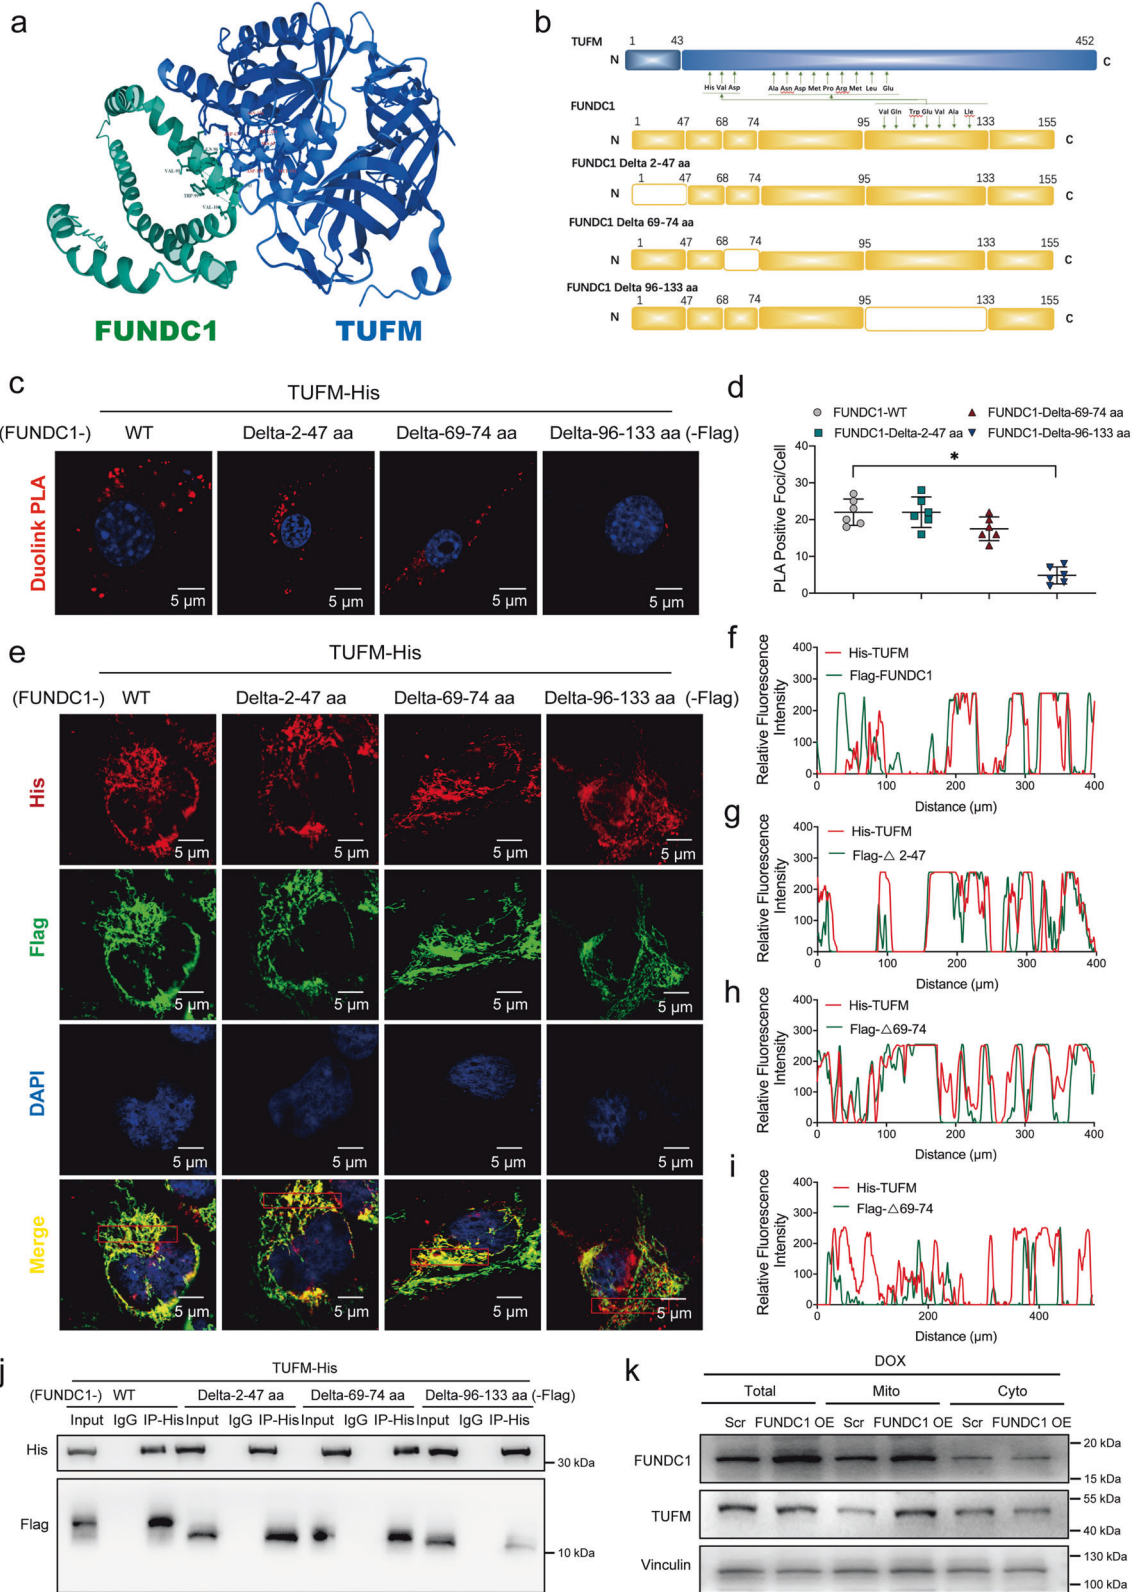 a
FUNDC1
TUFM
b
TUFM
1 43 452
N C
His Val Asp Ala Asn Asp Met Pro Arg Met Leu Glu
FUNDC1
Val Gln Trp Glu Val Ala Ile
1 47 68 74 95 133 155
N C
FUNDC1 Delta 2-47 aa
1 47 68 74 95 133 155
N C
FUNDC1 Delta 69-74 aa
1 47 68 74 95 133 155
N C
FUNDC1 Delta 96-133 aa
1 47 68 74 95 133 155
N C
c
TUFM-His
(FUNDC1-) WT Delta-2-47 aa Delta-69-74 aa Delta-96-133 aa (-Flag)
Duolink PLA
5 μm 5 μm 5 μm 5 μm
d
FUNDC1-WT FUNDC1-Delta-69-74 aa
FUNDC1-Delta-2-47 aa FUNDC1-Delta-96-133 aa
PLA Positive Foci/Cell
40
30
20
10
0
*
e
TUFM-His
(FUNDC1-) WT Delta-2-47 aa Delta-69-74 aa Delta-96-133 aa (-Flag)
His
5 μm 5 μm 5 μm 5 μm
Flag
5 μm 5 μm 5 μm 5 μm
DAPI
5 μm 5 μm 5 μm 5 μm
Merge
5 μm 5 μm 5 μm 5 μm
f
Relative Fluorescence
Intensity
400
300
200
100
0
His-TUFM
Flag-FUNDC1
0 100 200 300 400
Distance (μm)
g
Relative Fluorescence
Intensity
400
300
200
100
0
His-TUFM
Flag-△ 2-47
0 100 200 300 400
Distance (μm)
h
Relative Fluorescence
Intensity
400
300
200
100
0
His-TUFM
Flag-△69-74
0 100 200 300 400
Distance (μm)
i
Relative Fluorescence
Intensity
400
300
200
100
0
His-TUFM
Flag-△69-74
0 200 400
Distance (μm)
j
TUFM-His
(FUNDC1-) WT Delta-2-47 aa Delta-69-74 aa Delta-96-133 aa (-Flag)
Input IgG IP-His Input IgG IP-His Input IgG IP-His Input IgG IP-His
His
30 kDa
Flag
10 kDa
k
DOX
Total Mito Cyto
Scr FUNDC1 OE Scr FUNDC1 OE Scr FUNDC1 OE
FUNDC1
20 kDa
15 kDa
TUFM
55 kDa
40 kDa
Vinculin
130 kDa
100 kDa